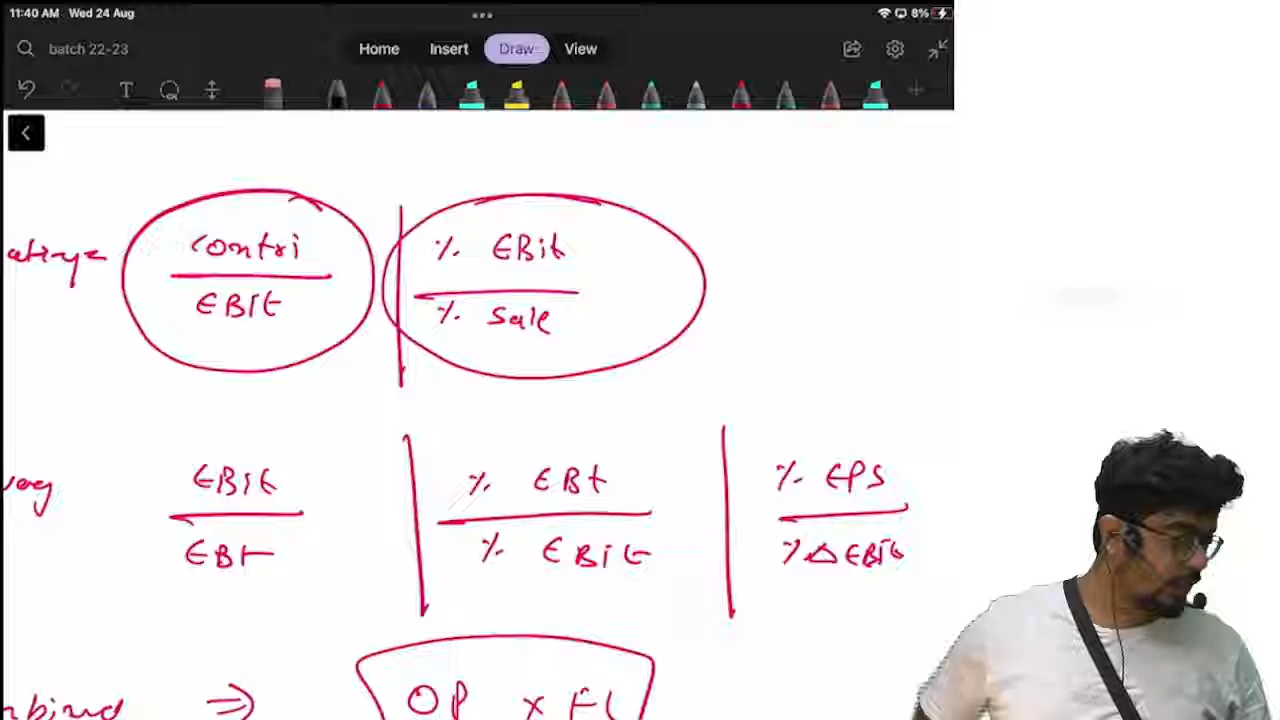 11:40 AM Wed 24 Aug
8%
batch 22-23
Home Insert Draw View
T
contri
EBIT
% EBit
% Sale
EBit
EBt
% EBt
% EBit
% EPS
% Δ EBit
⇒ OP x FL